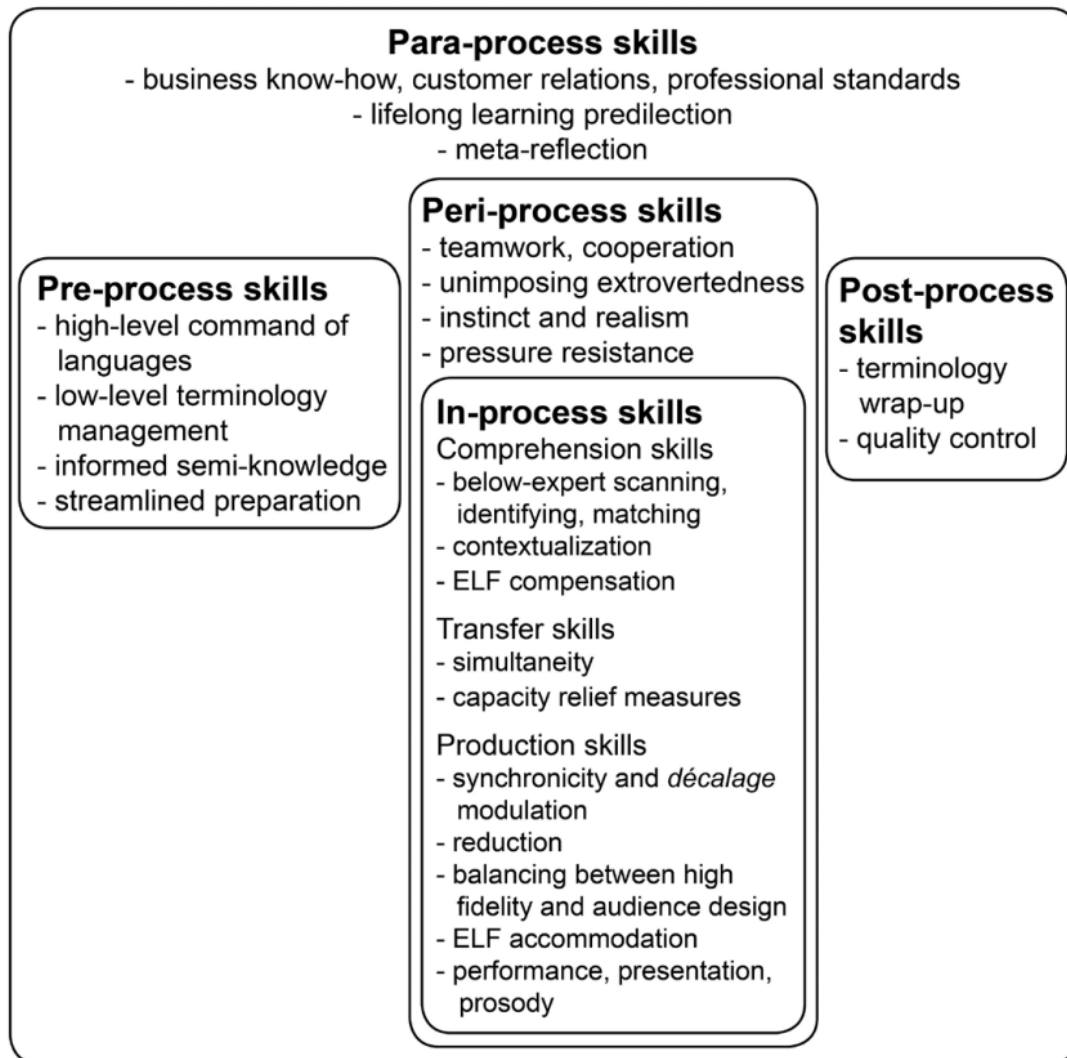 Para-process skills
- business know-how, customer relations, professional standards
- lifelong learning predilection
- meta-reflection
Pre-process skills
- high-level command of
languages
- low-level terminology
management
- informed semi-knowledge
- streamlined preparation
Peri-process skills
- teamwork, cooperation
- unimposing extrovertedness
- instinct and realism
- pressure resistance
In-process skills
Comprehension skills
- below-expert scanning,
identifying, matching
- contextualization
- ELF compensation
Transfer skills
- simultaneity
- capacity relief measures
Production skills
- synchronicity and décalage
modulation
- reduction
- balancing between high
fidelity and audience design
- ELF accommodation
- performance, presentation,
prosody
Post-process
skills
- terminology
wrap-up
- quality control